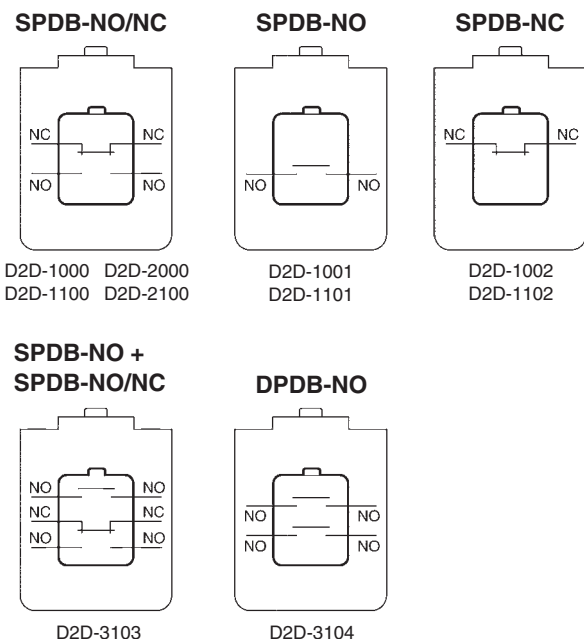 SPDB-NO/NC
NC NC
NO NO
D2D-1000 D2D-2000
D2D-1100 D2D-2100
SPDB-NO
NO NO
D2D-1001
D2D-1101
SPDB-NC
NC NC
D2D-1002
D2D-1102
SPDB-NO +
SPDB-NO/NC
NO NO
NC NC
NO NO
D2D-3103
DPDB-NO
NO NO
NO NO
D2D-3104